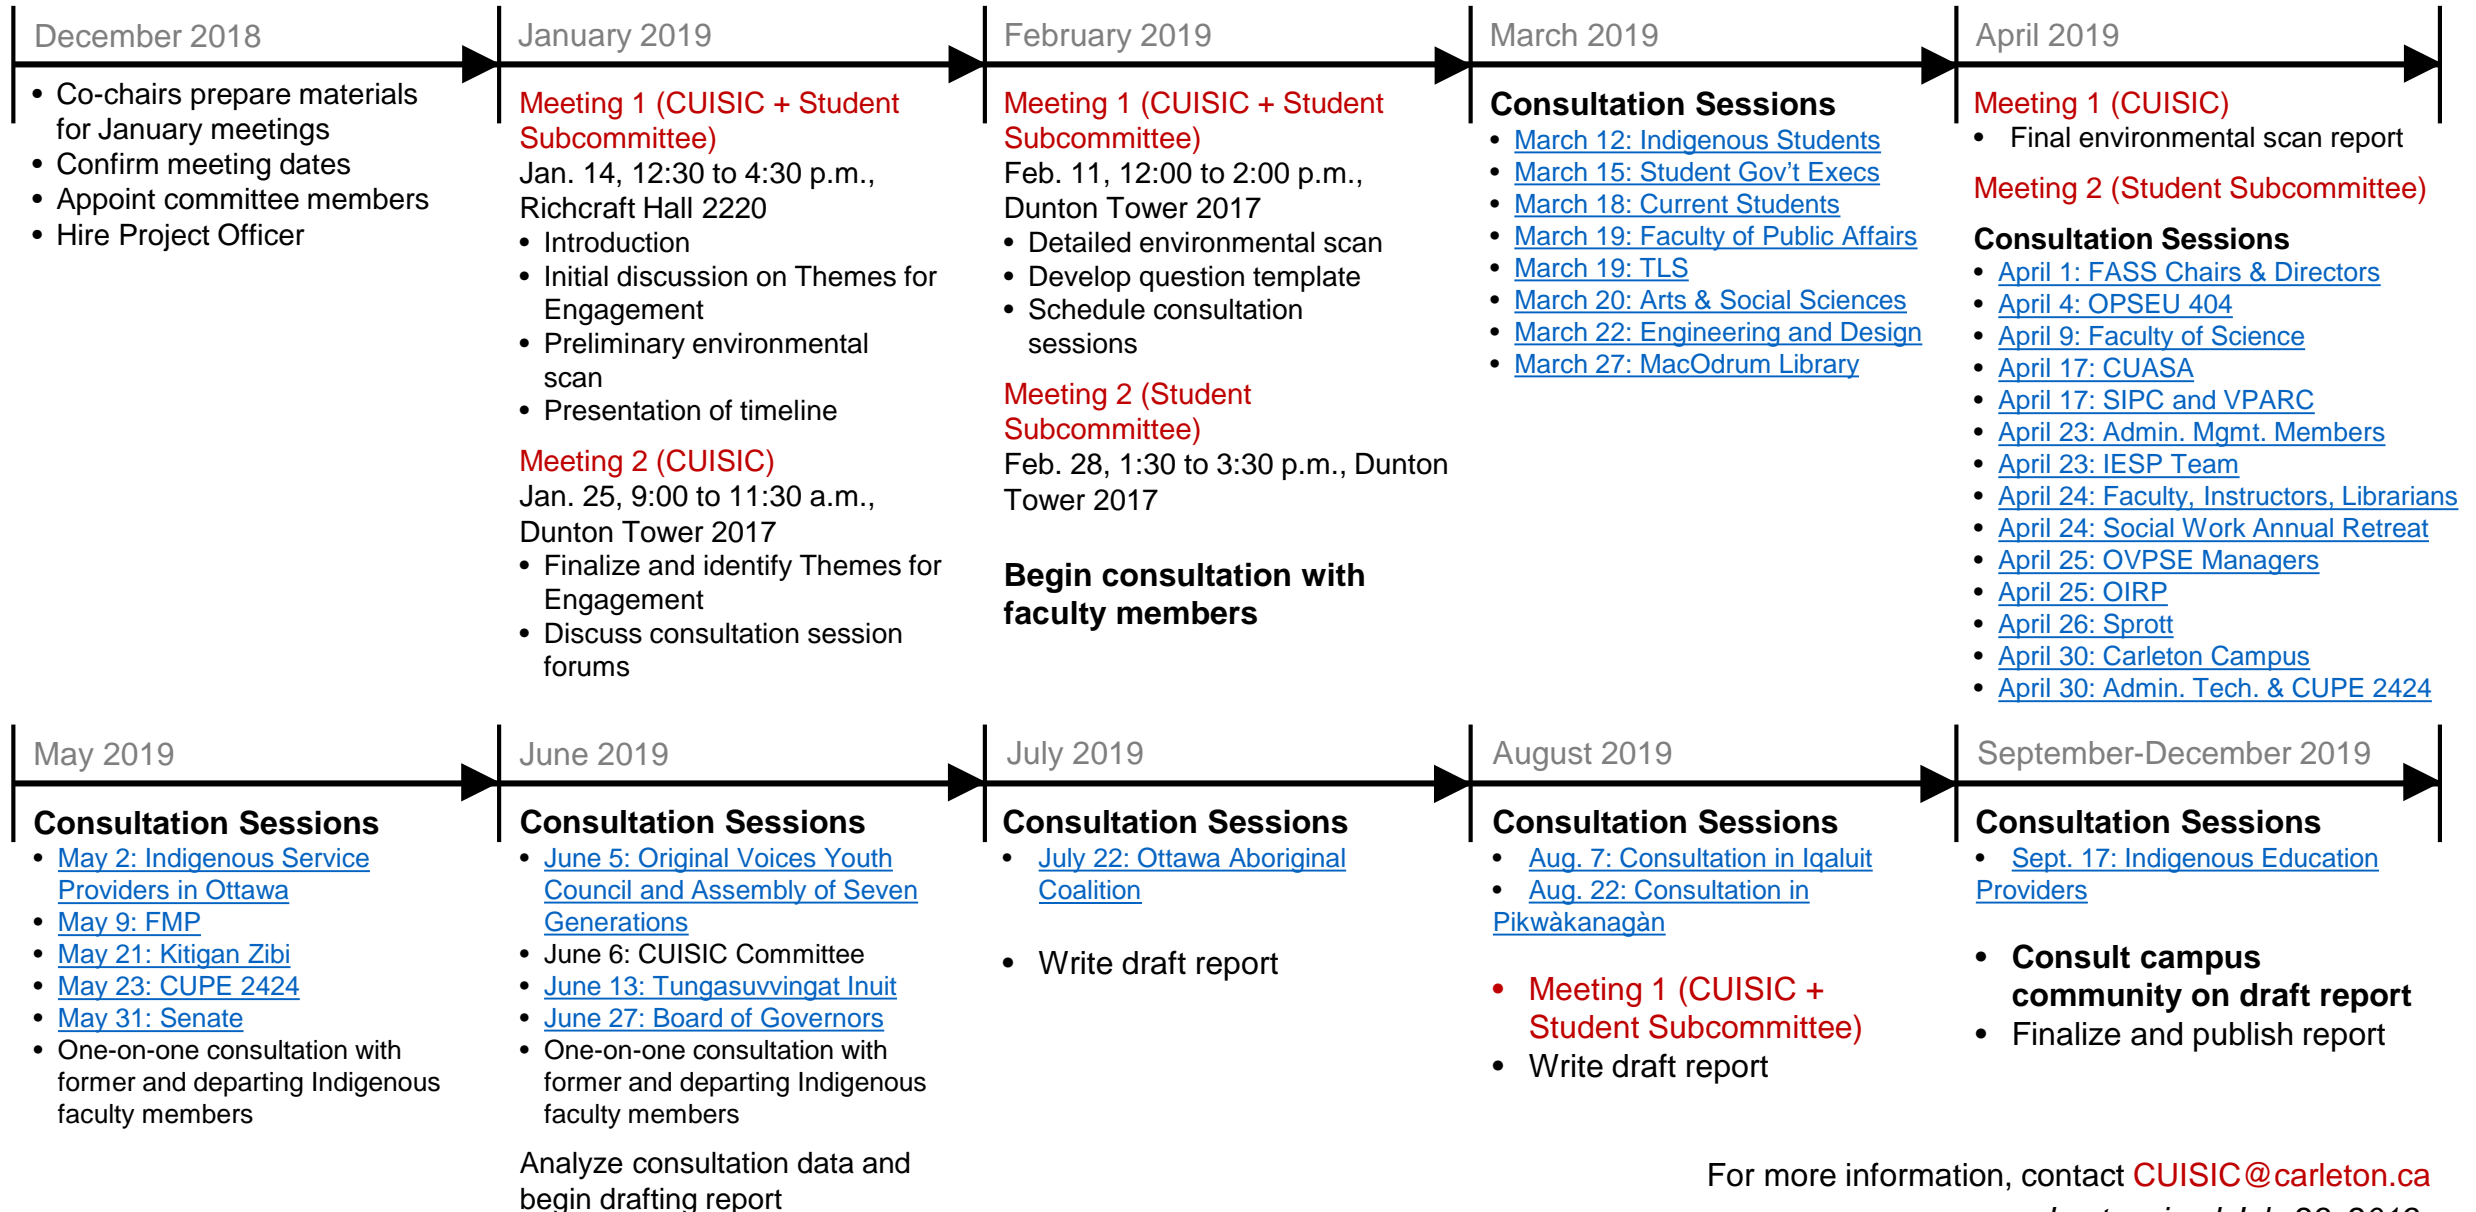 December 2018
• Co-chairs prepare materials
for January meetings
• Confirm meeting dates
• Appoint committee members
• Hire Project Officer
January 2019
Meeting 1 (CUISIC + Student
Subcommittee)
Jan. 14, 12:30 to 4:30 p.m.,
Richcraft Hall 2220
• Introduction
• Initial discussion on Themes for
Engagement
• Preliminary environmental
scan
• Presentation of timeline
Meeting 2 (CUISIC)
Jan. 25, 9:00 to 11:30 a.m.,
Dunton Tower 2017
• Finalize and identify Themes for
Engagement
• Discuss consultation session
forums
February 2019
Meeting 1 (CUISIC + Student
Subcommittee)
Feb. 11, 12:00 to 2:00 p.m.,
Dunton Tower 2017
• Detailed environmental scan
• Develop question template
• Schedule consultation
sessions
Meeting 2 (Student
Subcommittee)
Feb. 28, 1:30 to 3:30 p.m., Dunton
Tower 2017
Begin consultation with
faculty members
March 2019
Consultation Sessions
• March 12: Indigenous Students
• March 15: Student Gov't Execs
• March 18: Current Students
• March 19: Faculty of Public Affairs
• March 19: TLS
• March 20: Arts & Social Sciences
• March 22: Engineering and Design
• March 27: MacOdrum Library
April 2019
Meeting 1 (CUISIC)
• Final environmental scan report
Meeting 2 (Student Subcommittee)
Consultation Sessions
• April 1: FASS Chairs & Directors
• April 4: OPSEU 404
• April 9: Faculty of Science
• April 17: CUASA
• April 17: SIPC and VPARC
• April 23: Admin. Mgmt. Members
• April 23: IESP Team
• April 24: Faculty, Instructors, Librarians
• April 24: Social Work Annual Retreat
• April 25: OVPSE Managers
• April 25: OIRP
• April 26: Sprott
• April 30: Carleton Campus
• April 30: Admin. Tech. & CUPE 2424
May 2019
Consultation Sessions
• May 2: Indigenous Service
Providers in Ottawa
• May 9: FMP
• May 21: Kitigan Zibi
• May 23: CUPE 2424
• May 31: Senate
• One-on-one consultation with
former and departing Indigenous
faculty members
June 2019
Consultation Sessions
• June 5: Original Voices Youth
Council and Assembly of Seven
Generations
• June 6: CUISIC Committee
• June 13: Tungasuvvingat Inuit
• June 27: Board of Governors
• One-on-one consultation with
former and departing Indigenous
faculty members
Analyze consultation data and
begin drafting report
July 2019
Consultation Sessions
• July 22: Ottawa Aboriginal
Coalition
• Write draft report
August 2019
Consultation Sessions
• Aug. 7: Consultation in Iqaluit
• Aug. 22: Consultation in
Pikwàkanagàn
• Meeting 1 (CUISIC +
Student Subcommittee)
• Write draft report
September-December 2019
Consultation Sessions
• Sept. 17: Indigenous Education
Providers
• Consult campus
community on draft report
• Finalize and publish report
For more information, contact CUISIC@carleton.ca